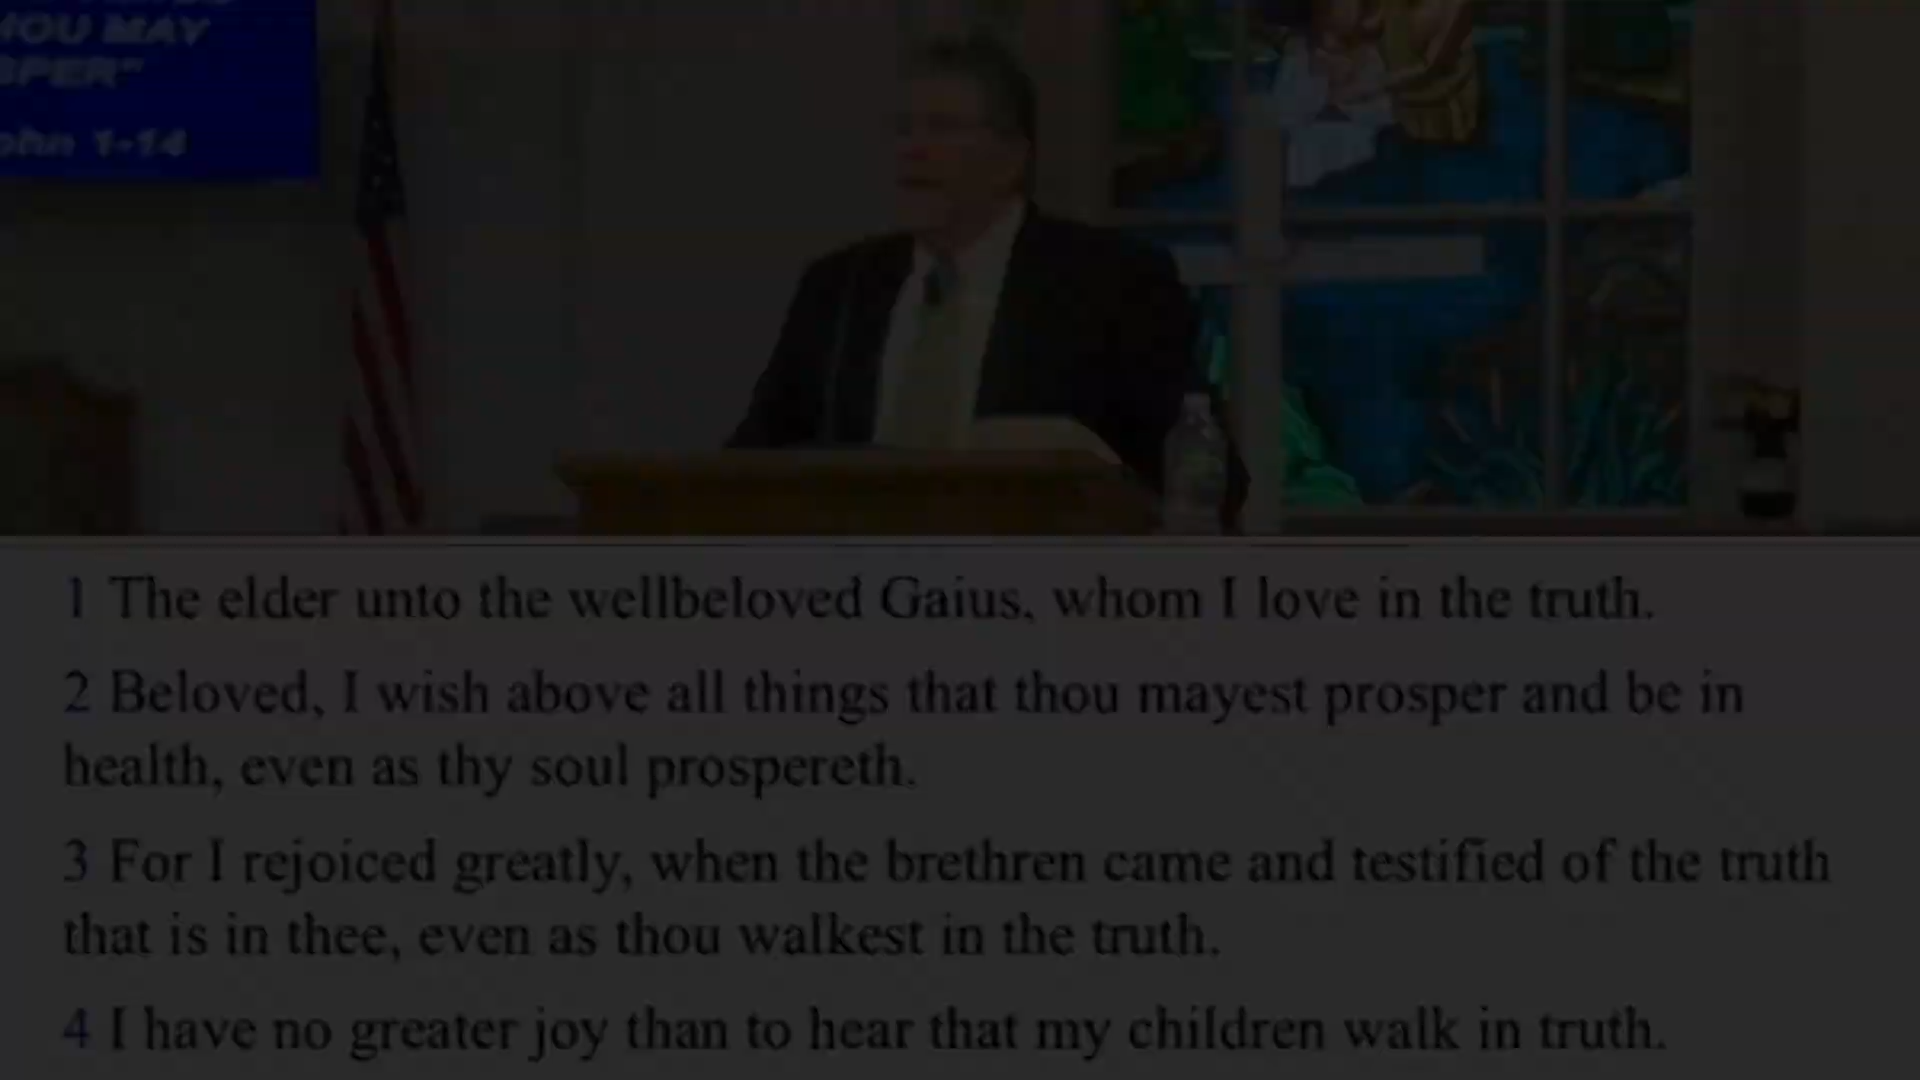 HOU MAY
SPER"
ohn 1-14
1 The elder unto the wellbeloved Gaius, whom I love in the truth.
2 Beloved, I wish above all things that thou mayest prosper and be in
health, even as thy soul prospereth.
3 For I rejoiced greatly, when the brethren came and testified of the truth
that is in thee, even as thou walkest in the truth.
4 I have no greater joy than to hear that my children walk in truth.